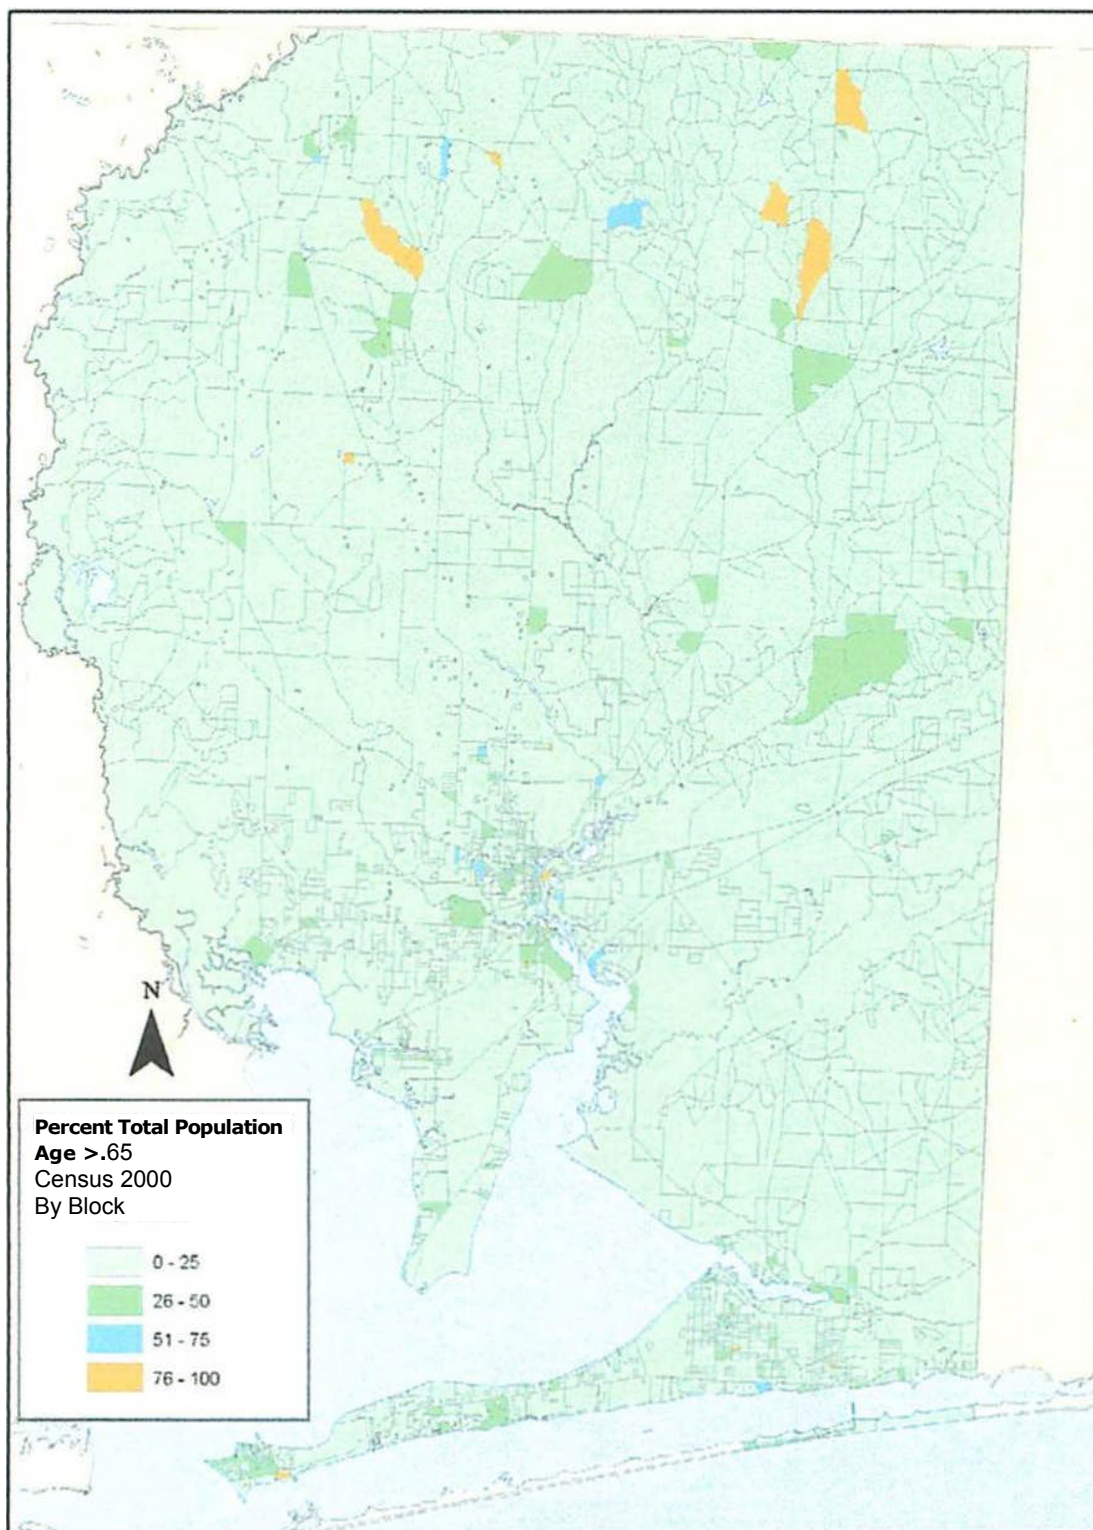 N
Percent Total Population
Age >.65
Census 2000
By Block
0 - 25
26 - 50
51 - 75
76 - 100